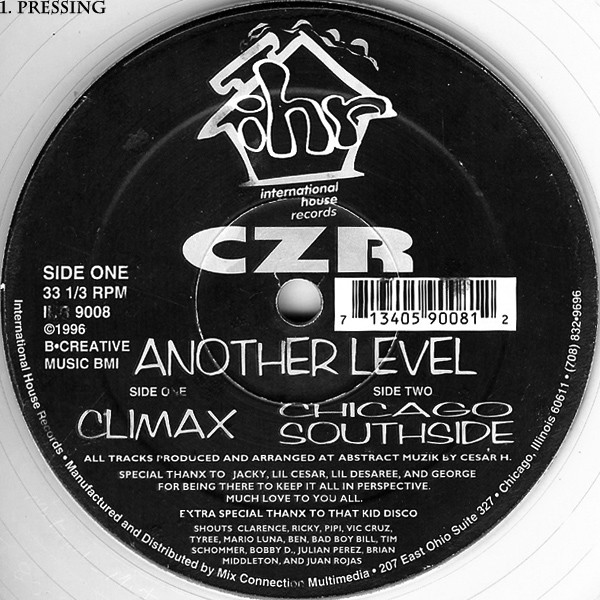 1. PRESSING
ihr
international
house
records
CZR
SIDE ONE
33 1/3 RPM
9008
©1996
B•CREATIVE
MUSIC BMI
7 13405 90081 2
ANOTHER LEVEL
SIDE ONE
CLIMAX
SIDE TWO
CHICAGO
SOUTHSIDE
ALL TRACKS PRODUCED AND ARRANGED AT ABSTRACT MUZIK BY CESAR H.
SPECIAL THANX TO JACKY, LIL CESAR, LIL DESAREE, AND GEORGE
FOR BEING THERE TO KEEP IT ALL IN PERSPECTIVE.
MUCH LOVE TO YOU ALL.
EXTRA SPECIAL THANX TO THAT KID DISCO
SHOUTS CLARENCE, RICKY, PIPI, VIC CRUZ,
TYREE, MARIO LUNA, BEN, BAD BOY BILL, TIM
SCHOMMER, BOBBY D., JULIAN PEREZ, BRIAN
MIDDLETON, AND JUAN ROJAS
International House Records • Manufactured and Distributed by Mix Connection Multimedia • 207 East Ohio Suite 327 • Chicago, Illinois 60611 • (708) 832•9696